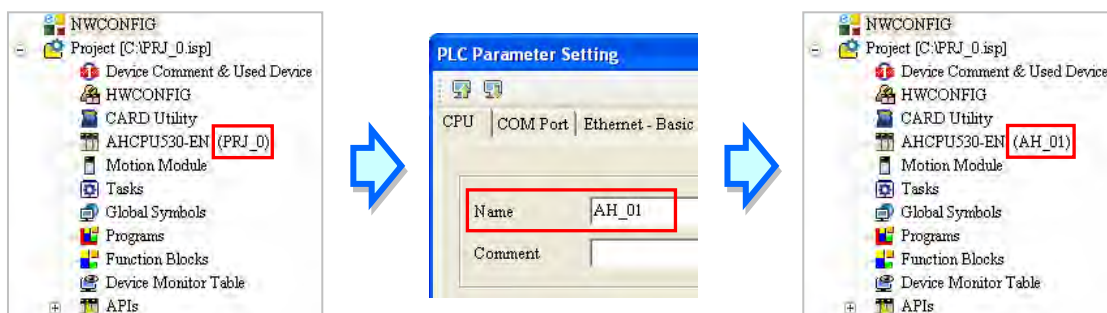 NWCONFIG
Project [C:\PRJ_0.isp]
Device Comment & Used Device
HWCONFIG
CARD Utility
AHCPU530-EN (PRJ_0)
Motion Module
Tasks
Global Symbols
Programs
Function Blocks
Device Monitor Table
APIs
PLC Parameter Setting
CPU COM Port Ethernet - Basic
Name AH_01
Comment
NWCONFIG
Project [C:\PRJ_0.isp]
Device Comment & Used Device
HWCONFIG
CARD Utility
AHCPU530-EN (AH_01)
Motion Module
Tasks
Global Symbols
Programs
Function Blocks
Device Monitor Table
APIs